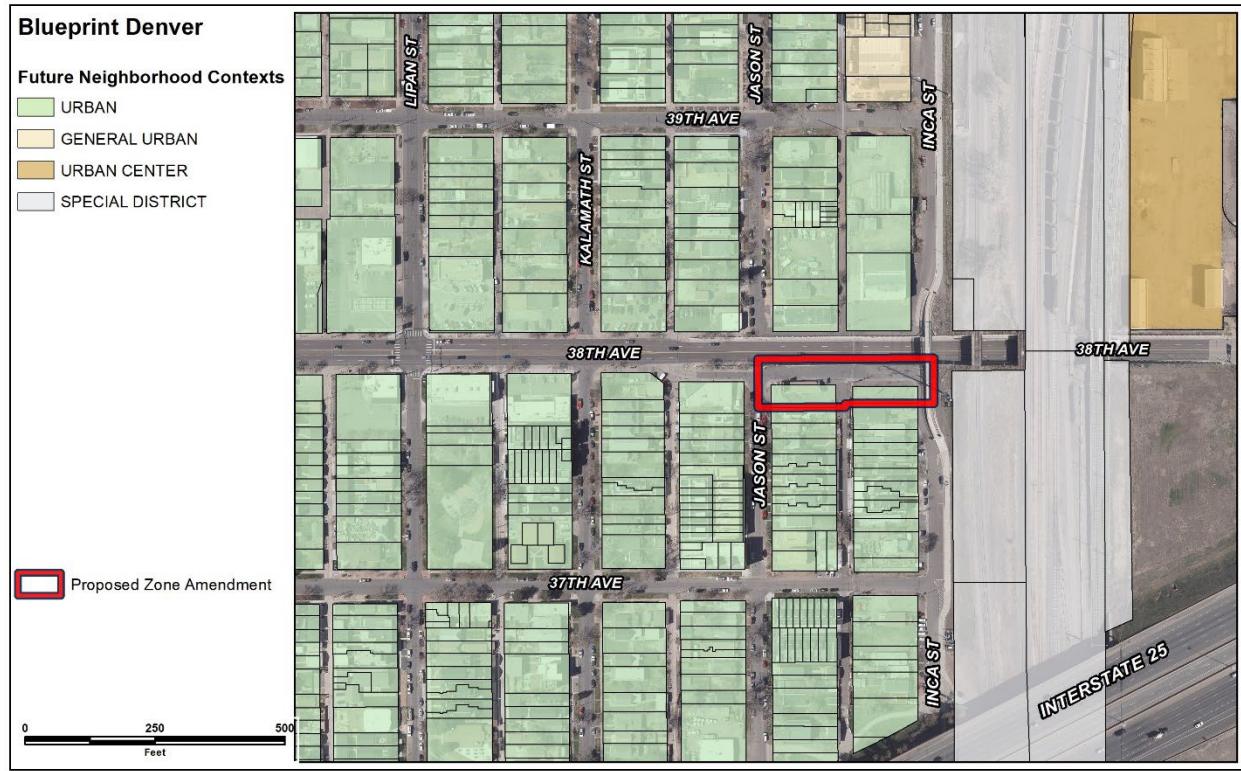 Blueprint Denver
Future Neighborhood Contexts
URBAN
GENERAL URBAN
URBAN CENTER
SPECIAL DISTRICT
Proposed Zone Amendment
0 250 500
Feet
LIPAN ST
JASON ST
INCA ST
39TH AVE
KALAMATH ST
38TH AVE
38TH AVE
JASON ST
37TH AVE
INCA ST
INTERSTATE 25